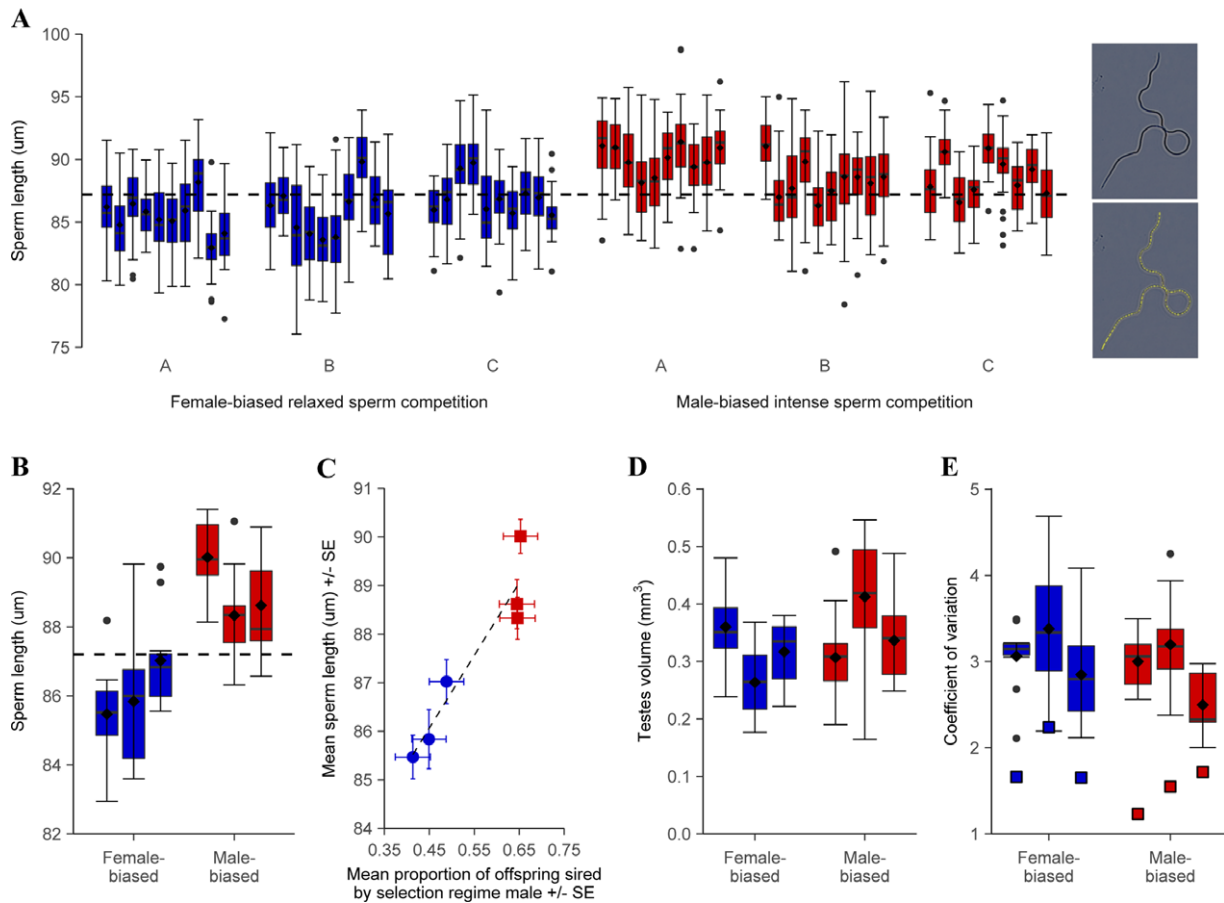 A
Sperm length (um)
100
95
90
85
80
75
A
B
C
A
B
C
Female-biased relaxed sperm competition
Male-biased intense sperm competition
B
Sperm length (um)
92
90
88
86
84
82
Female-
biased
Male-
biased
C
Mean sperm length (um) +/- SE
91
90
89
88
87
86
85
84
0.35
0.45
0.55
0.65
0.75
Mean proportion of offspring sired
by selection regime male +/- SE
D
Testes volume (mm³)
0.6
0.5
0.4
0.3
0.2
0.1
0.0
Female-
biased
Male-
biased
E
Coefficient of variation
5
4
3
2
1
Female-
biased
Male-
biased